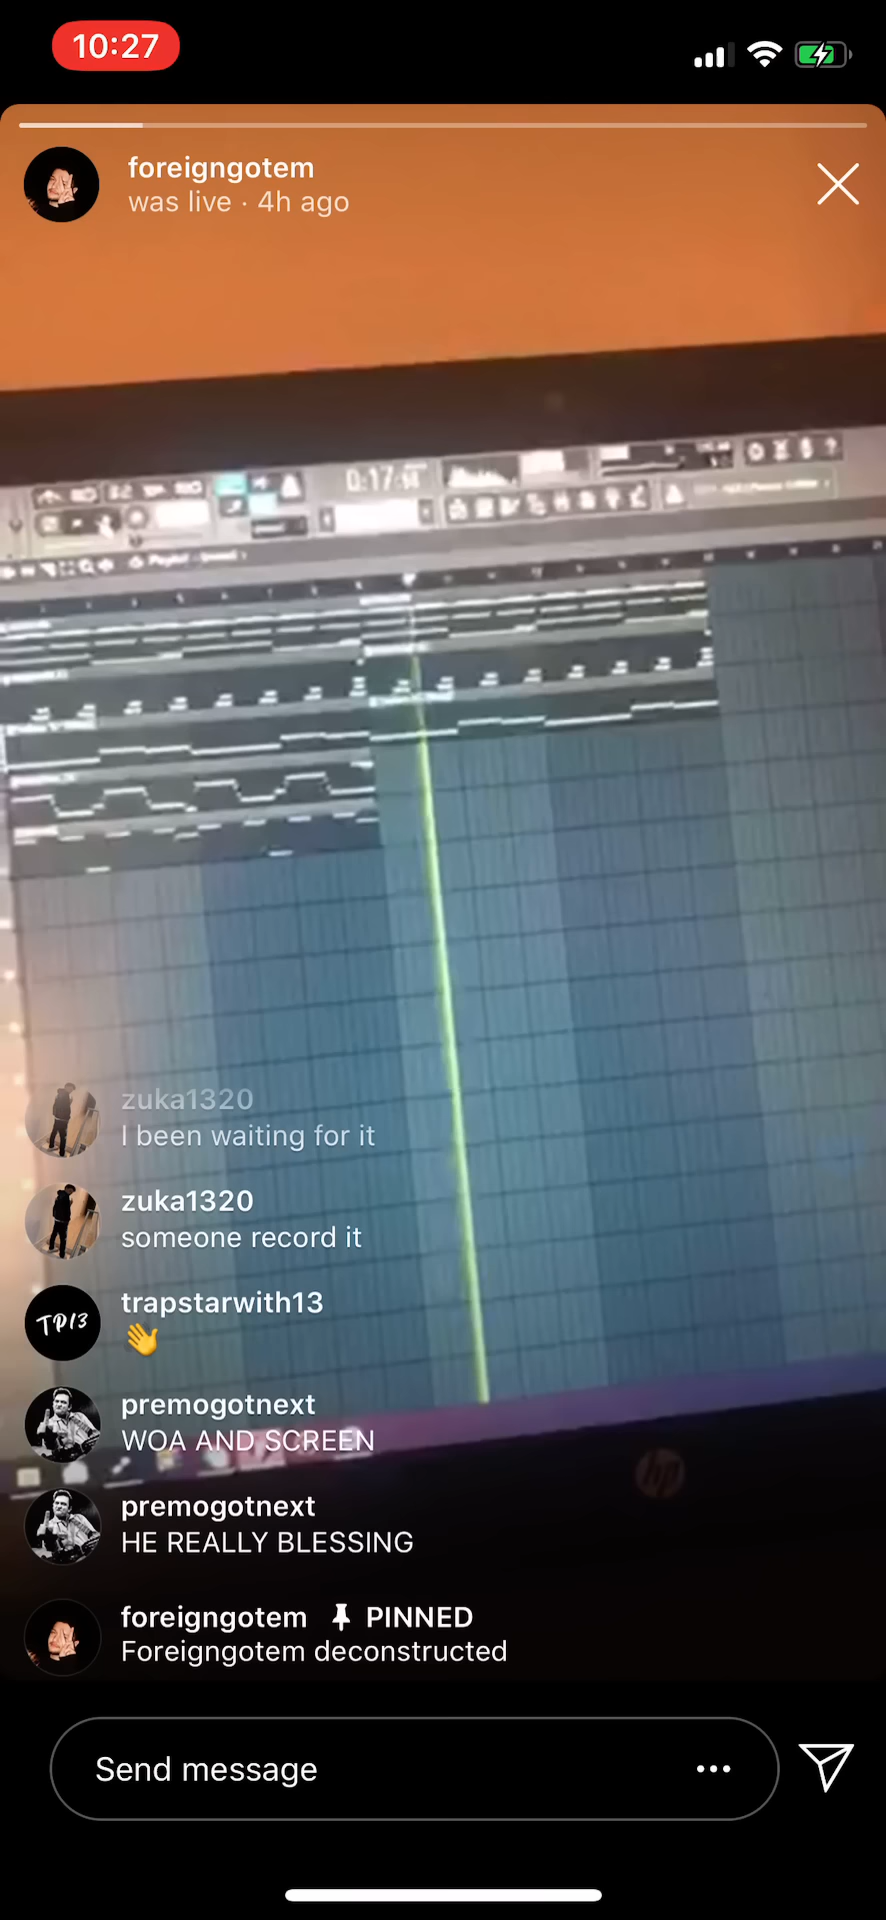 10:27
foreigngotem
was live · 4h ago
0:17
zuka1320
I been waiting for it
zuka1320
someone record it
trapstarwith13
TP13
👋
premogotnext
WOA AND SCREEN
premogotnext
HE REALLY BLESSING
hp
foreigngotem PINNED
Foreigngotem deconstructed
Send message